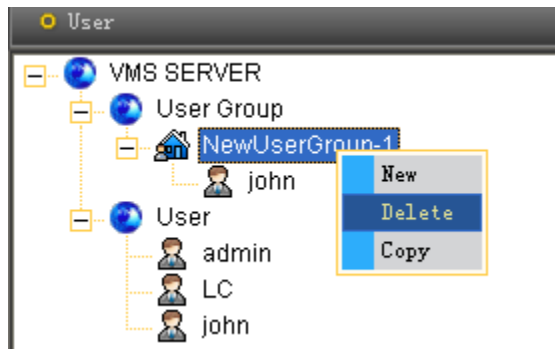 User
VMS SERVER
User Group
NewUserGroup-1
john
New
Delete
Copy
User
admin
LC
john